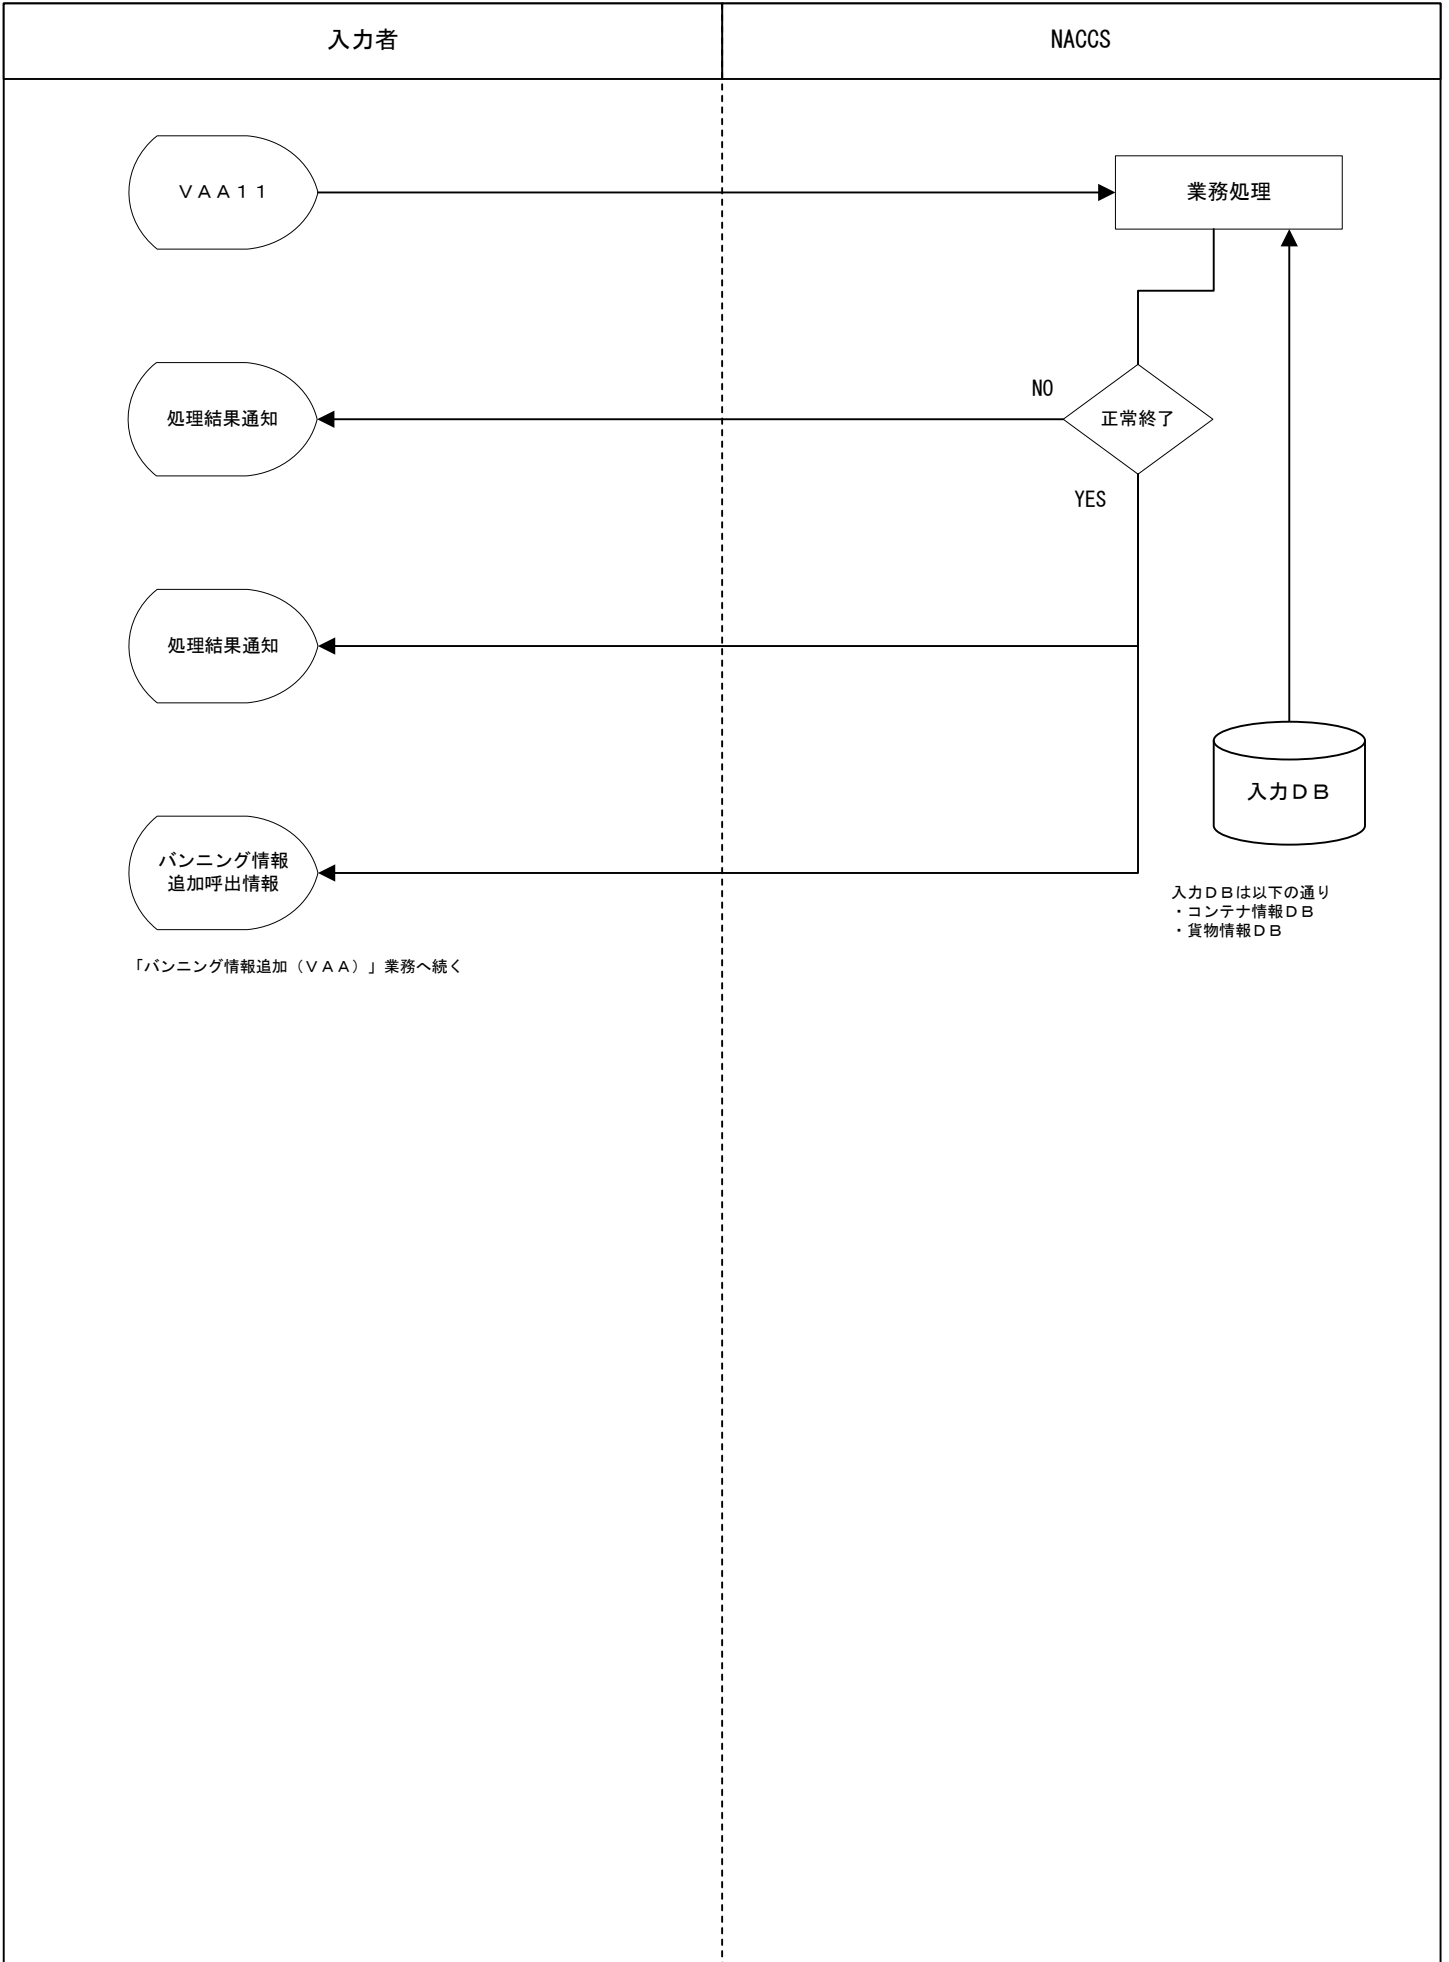 入力者
NACCS
ＶＡＡ１１
業務処理
NO
正常終了
処理結果通知
YES
処理結果通知
入力ＤＢ
バンニング情報
追加呼出情報
入力ＤＢは以下の通り
・コンテナ情報ＤＢ
・貨物情報ＤＢ
「バンニング情報追加（ＶＡＡ）」業務へ続く